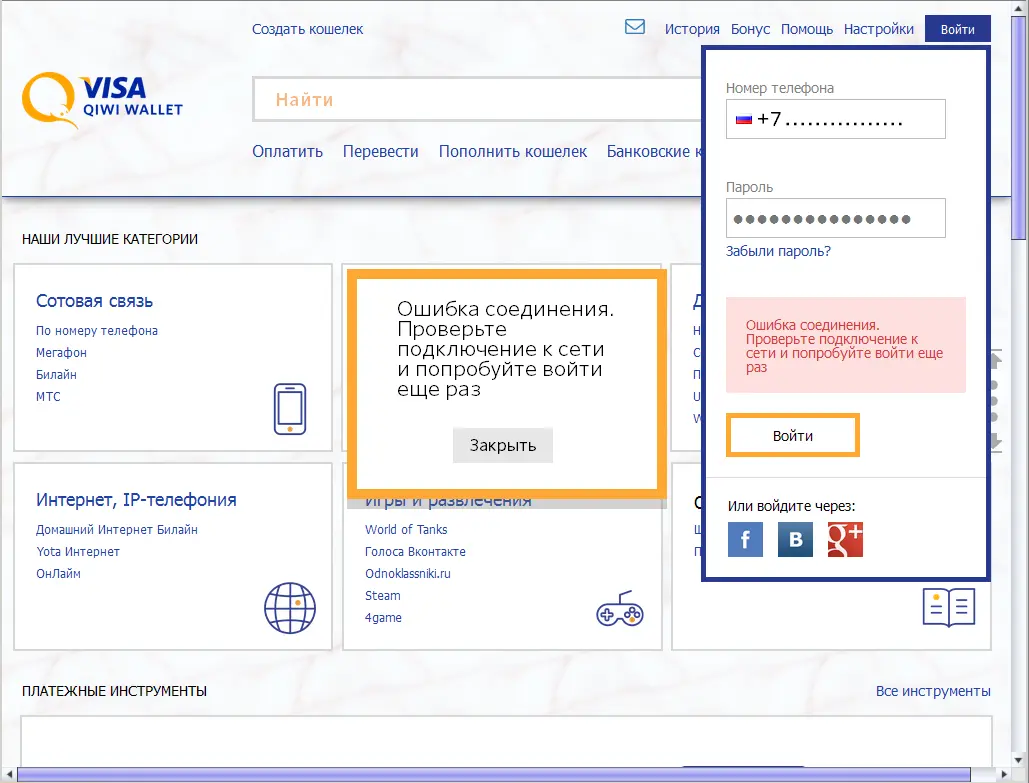 Создать кошелек
История Бонус Помощь Настройки Войти
VISA
QIWI WALLET
Найти
Оплатить Перевести Пополнить кошелек Банковские
Номер телефона
+7...............
Пароль
Забыли пароль?
Ошибка соединения.
Проверьте подключение к
сети и попробуйте войти еще
раз
Войти
Или войдите через:
f
B
g+
НАШИ ЛУЧШИЕ КАТЕГОРИИ
Сотовая связь
По номеру телефона
Мегафон
Билайн
МТС
Ошибка соединения.
Проверьте
подключение к сети
и попробуйте войти
еще раз
Закрыть
Интернет, IP-телефония
Домашний Интернет Билайн
Yota Интернет
ОнЛайм
Игры и развлечения
World of Tanks
Голоса Вконтакте
Odnoklassniki.ru
Steam
4game
ПЛАТЕЖНЫЕ ИНСТРУМЕНТЫ
Все инструменты